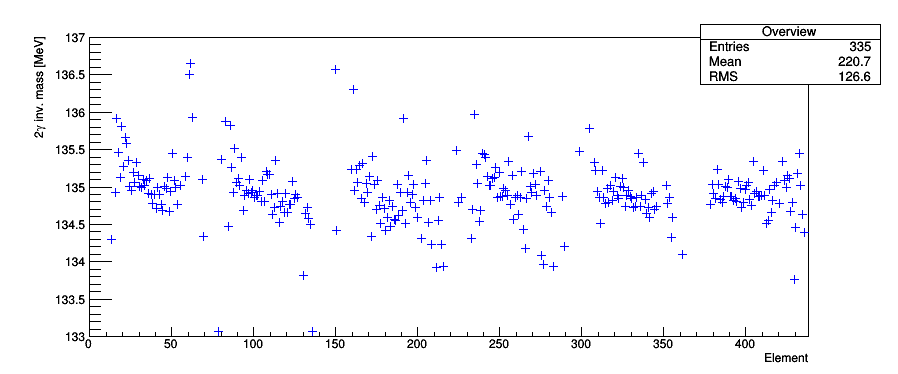 Overview
Entries 335
Mean 220.7
RMS 126.6
2γ inv. mass [MeV]
137
136.5
136
135.5
135
134.5
134
133.5
133
0 50 100 150 200 250 300 350 400
Element